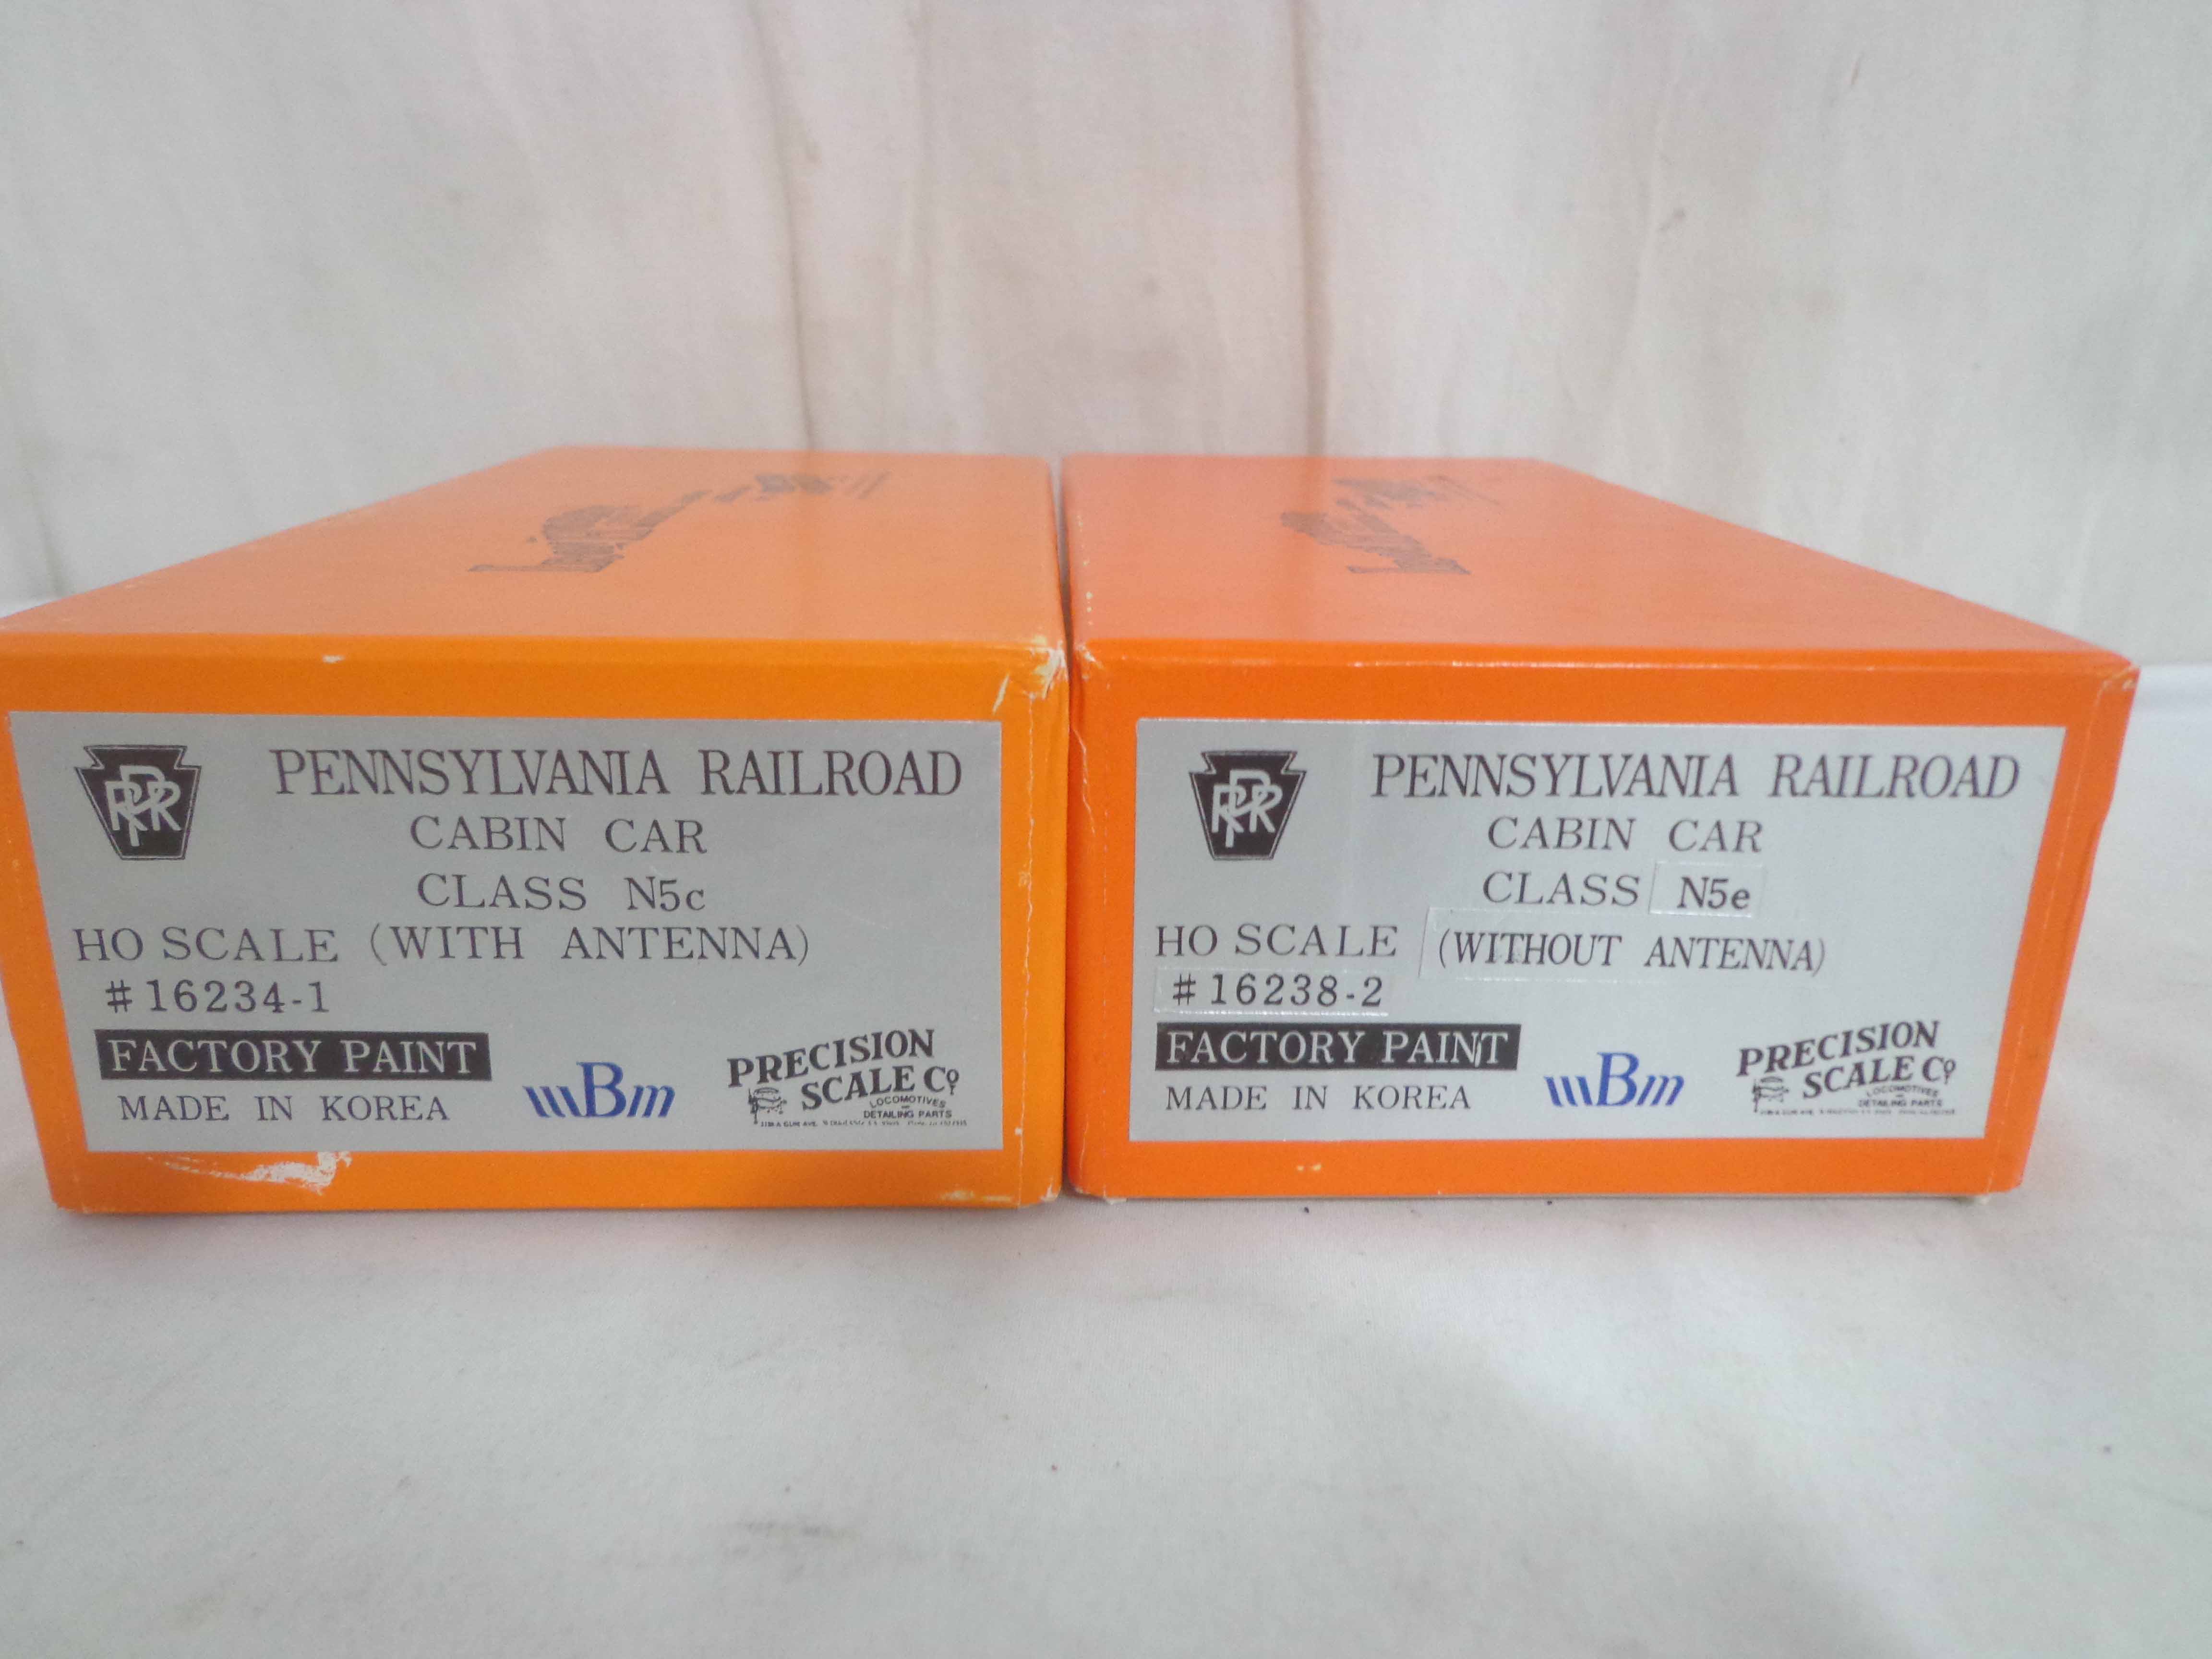 PRR
PENNSYLVANIA RAILROAD
CABIN CAR
CLASS N5c
HO SCALE (WITH ANTENNA)
#16234-1
FACTORY PAINT
MADE IN KOREA
Bm
PRECISION
SCALE CO
LOCOMOTIVES
DETAILING PARTS
PRR
PENNSYLVANIA RAILROAD
CABIN CAR
CLASS N5e
HO SCALE (WITHOUT ANTENNA)
#16238-2
FACTORY PAINT
MADE IN KOREA
Bm
PRECISION
SCALE CO
LOCOMOTIVES
DETAILING PARTS